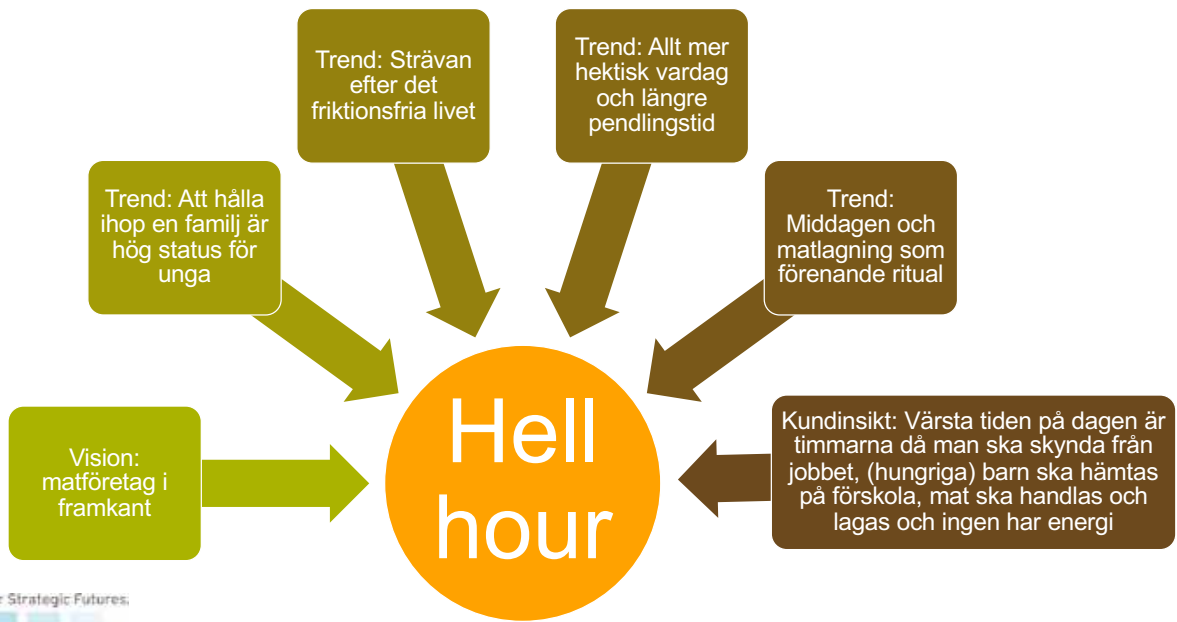 Vision:
matföretag i
framkant
Trend: Att hålla
ihop en familj är
hög status för
unga
Trend: Strävan
efter det
friktionsfria livet
Trend: Allt mer
hektisk vardag
och längre
pendlingstid
Trend:
Middagen och
matlagning som
förenande ritual
Kundinsikt: Värsta tiden på dagen är
timmarna då man ska skynda från
jobbet, (hungriga) barn ska hämtas
på förskola, mat ska handlas och
lagas och ingen har energi
Hell
hour
Strategic Futures.